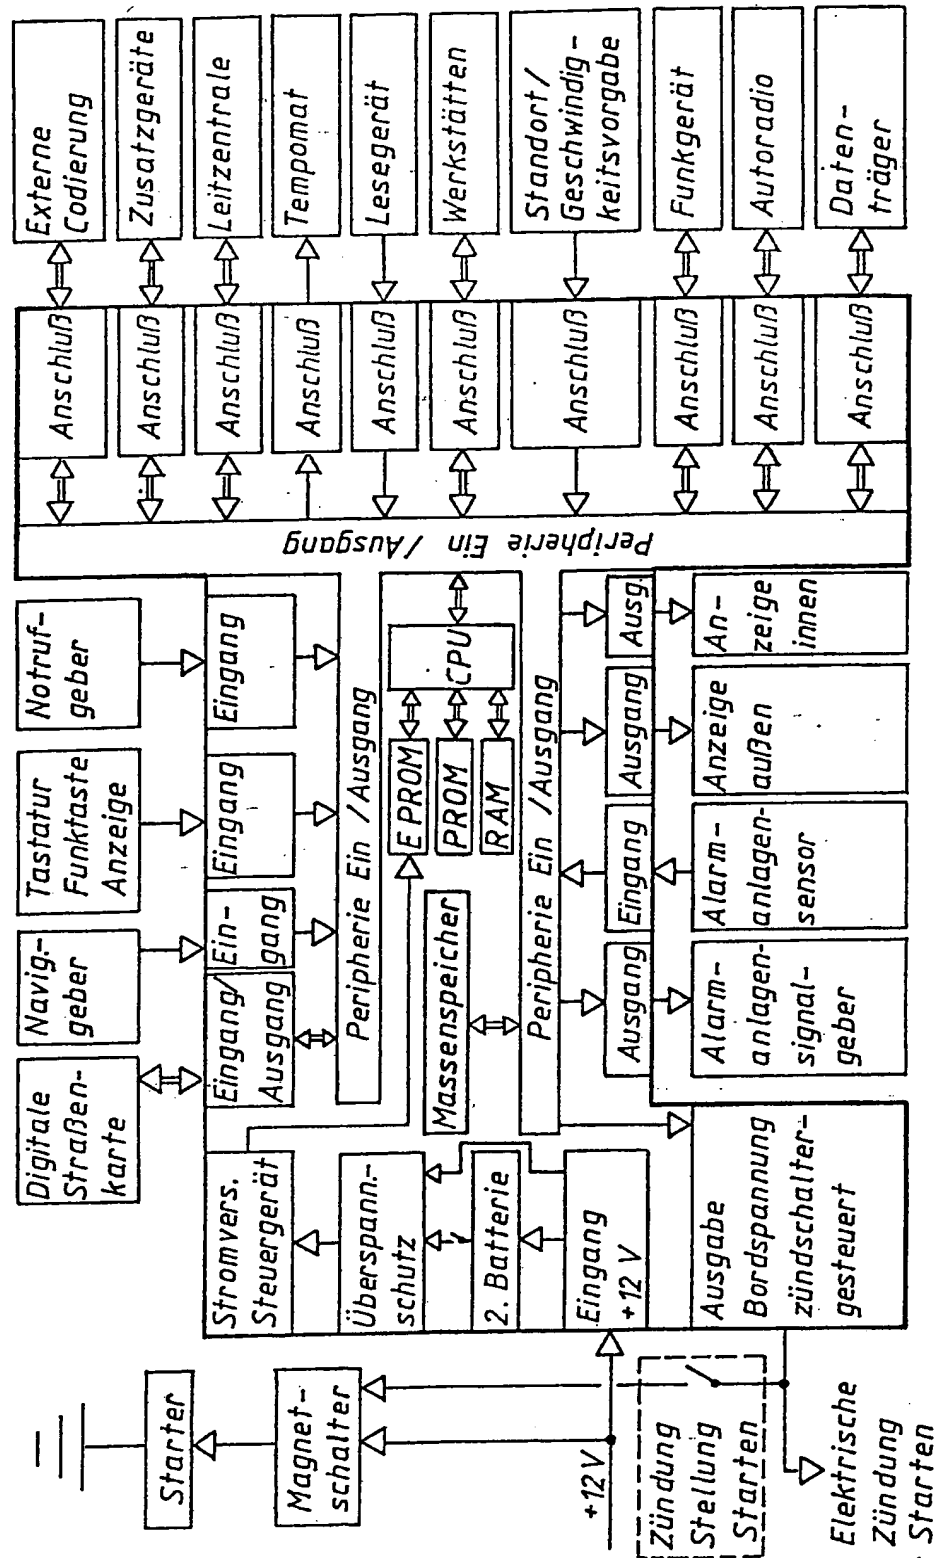 Externe
Codierung
Zusatzgeräte
Leitzentrale
Tempomat
Lesegerät
Werkstätten
Standort/
Geschwindig-
keitsvorgabe
Funkgerät
Autoradio
Daten-
träger
Anschluß
Anschluß
Anschluß
Anschluß
Anschluß
Anschluß
Anschluß
Anschluß
Anschluß
Anschluß
Peripherie Ein /Ausgang
Digitale
Straßen-
karte
Navig.-
geber
Tastatur
Funktaste
Anzeige
Notruf-
geber
Eingang/
Ausgang
Ein-
gang
Eingang
Eingang
Peripherie Ein /Ausgang
Stromvers.
Steuergerät
Überspann.-
schutz
2. Batterie
Eingang
+12 V
Massenspeicher
EPROM
PROM
RAM
CPU
Peripherie Ein /Ausgang
Ausgang
Eingang
Ausgang
Ausg.
Ausgabe
Bordspannung
zündschalter-
gesteuert
Alarm-
anlagen-
signal-
geber
Alarm-
anlagen-
sensor
Anzeige
außen
An-
zeige
innen
Starter
Magnet-
schalter
+12V
Zündung
Stellung
Starten
Elektrische
Zündung
Starten